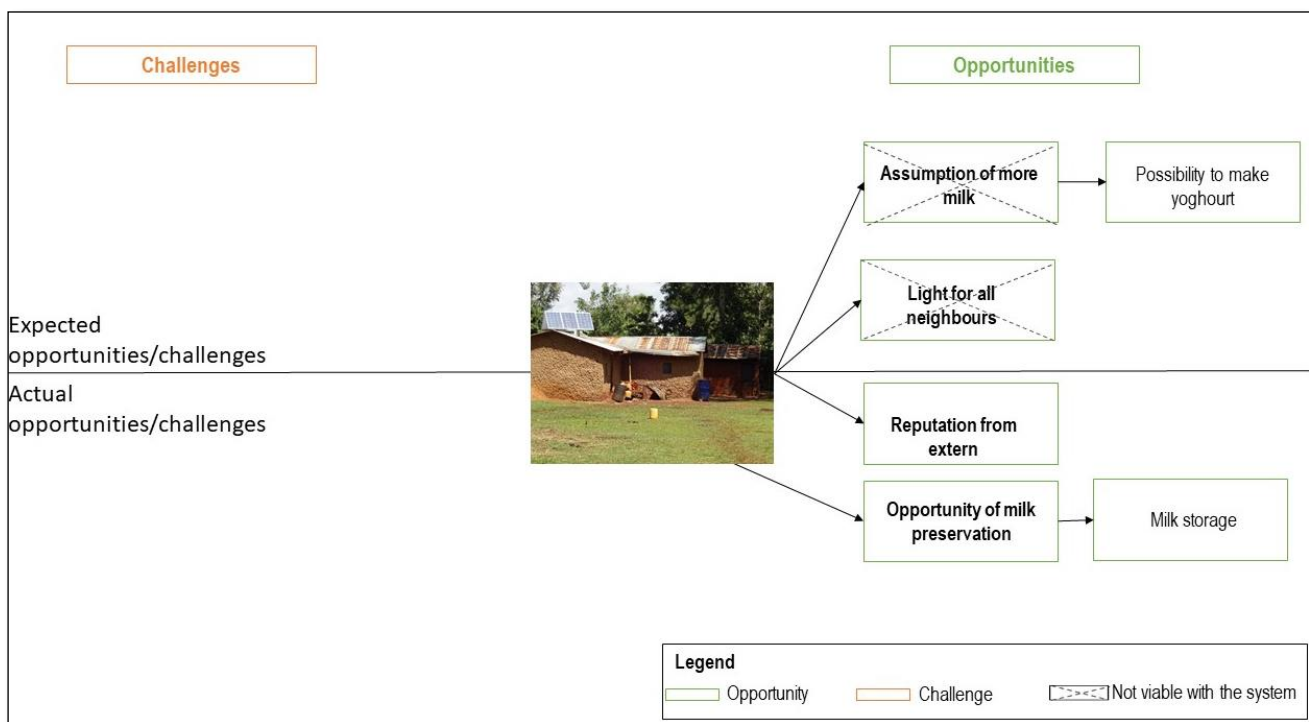 Challenges
Opportunities
Assumption of more
milk
Possibility to make
yoghourt
Light for all
neighbours
Expected
opportunities/challenges
Actual
opportunities/challenges
Reputation from
extern
Opportunity of milk
preservation
Milk storage
Legend
Opportunity
Challenge
Not viable with the system